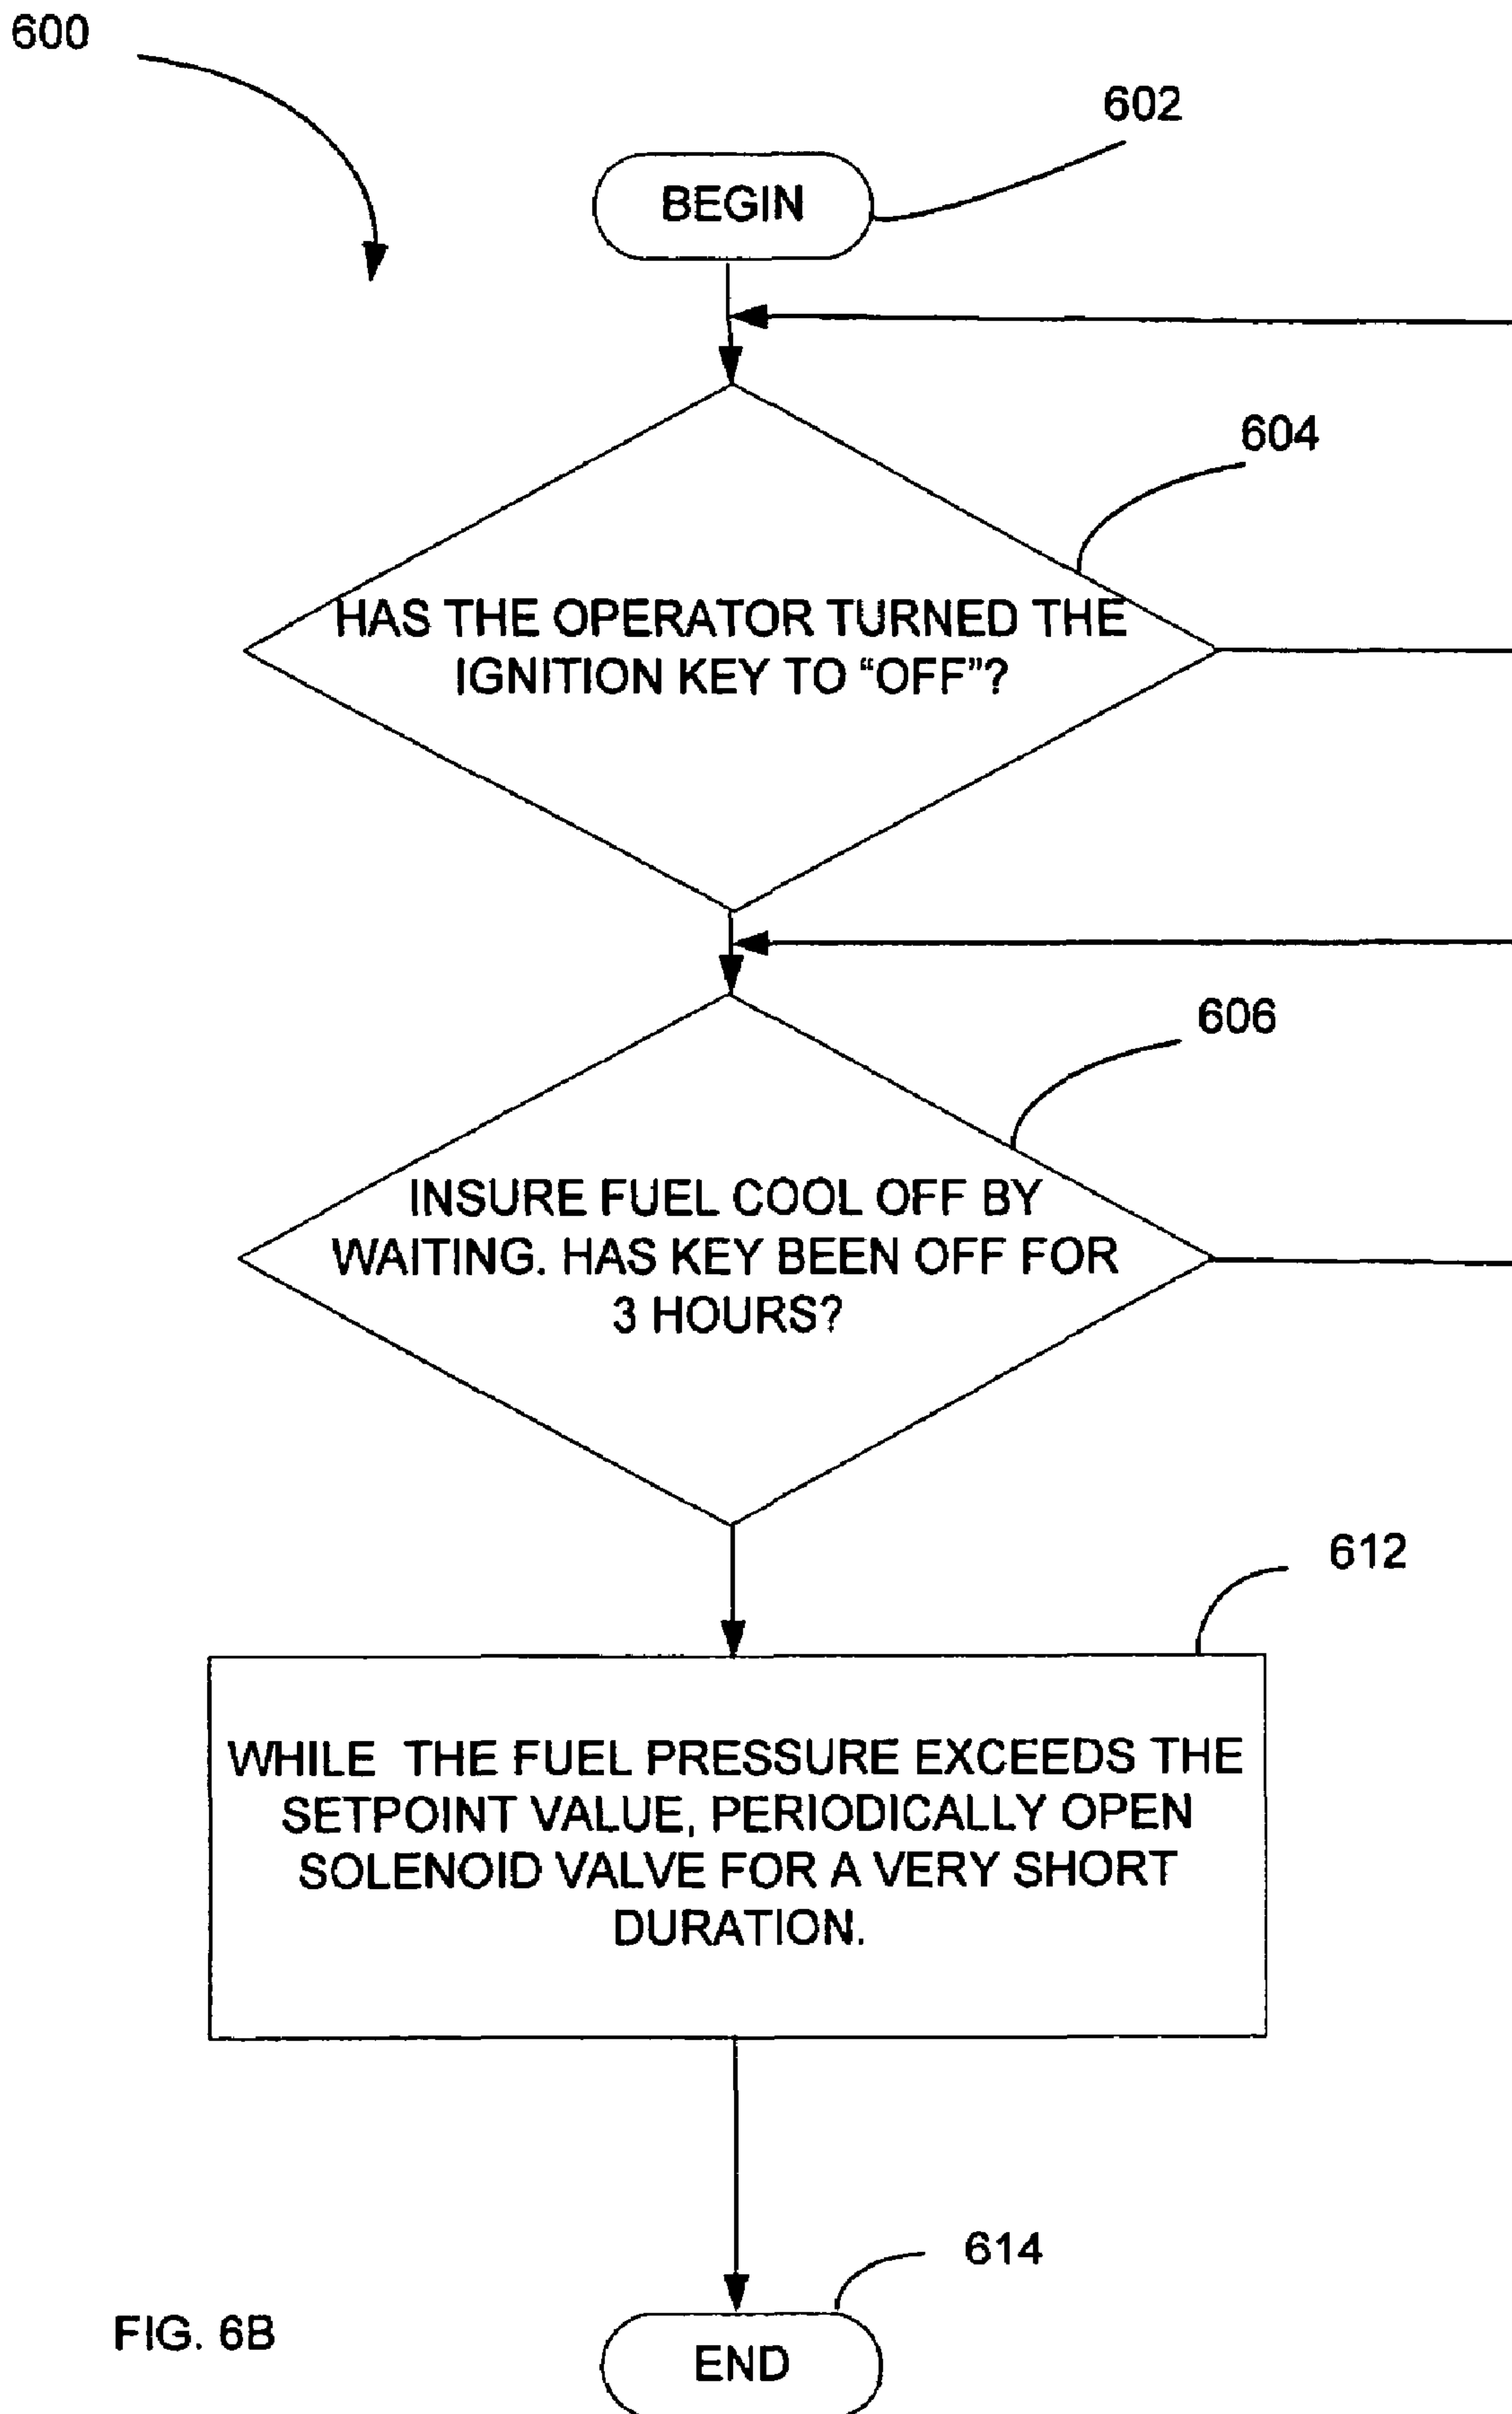 600
602
BEGIN
604
HAS THE OPERATOR TURNED THE
IGNITION KEY TO “OFF”?
606
INSURE FUEL COOL OFF BY
WAITING. HAS KEY BEEN OFF FOR
3 HOURS?
612
WHILE THE FUEL PRESSURE EXCEEDS THE
SETPOINT VALUE, PERIODICALLY OPEN
SOLENOID VALVE FOR A VERY SHORT
DURATION.
614
FIG. 6B
END